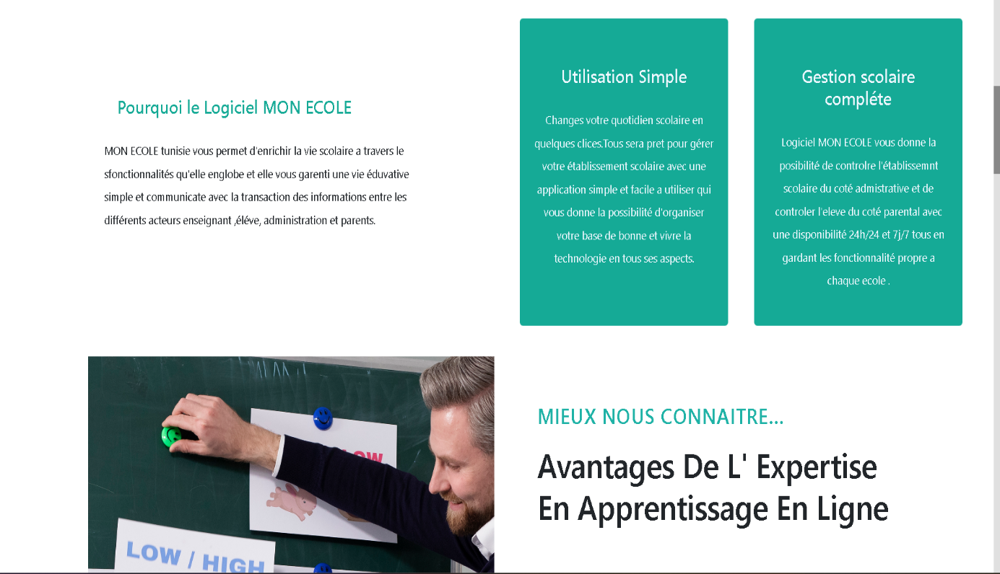 Pourquoi le Logiciel MON ECOLE
MON ECOLE tunisie vous permet d'enrichir la vie scolaire a travers le
sfonctionnalités qu'elle englobe et elle vous garenti une vie éduvative
simple et communicate avec la transaction des informations entre les
différents acteurs enseignant ,éléve, administration et parents.
Utilisation Simple
Changes votre quotidien scolaire en
quelques clices.Tous sera pret pour gérer
votre établissement scolaire avec une
application simple et facile a utiliser qui
vous donne la possibilité d'organiser
votre base de bonne et vivre la
technologie en tous ses aspects.
Gestion scolaire
compléte
Logiciel MON ECOLE vous donne la
posibilité de controlre l'établissemnt
scolaire du coté admistrative et de
controler l'eleve du coté parental avec
une disponibilité 24h/24 et 7j/7 tous en
gardant les fonctionnalité propre a
chaque ecole .
LOW / HIGH
MIEUX NOUS CONNAITRE...
Avantages De L' Expertise
En Apprentissage En Ligne